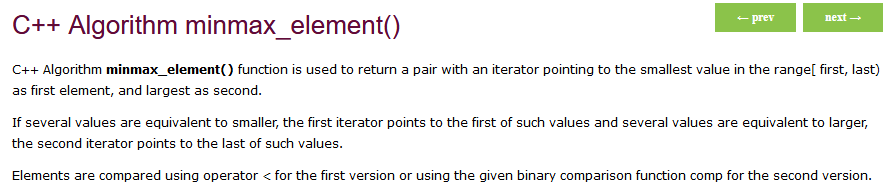 C++ Algorithm minmax_element()
← prev
next →
C++ Algorithm minmax_element() function is used to return a pair with an iterator pointing to the smallest value in the range[ first, last)
as first element, and largest as second.
If several values are equivalent to smaller, the first iterator points to the first of such values and several values are equivalent to larger,
the second iterator points to the last of such values.
Elements are compared using operator < for the first version or using the given binary comparison function comp for the second version.